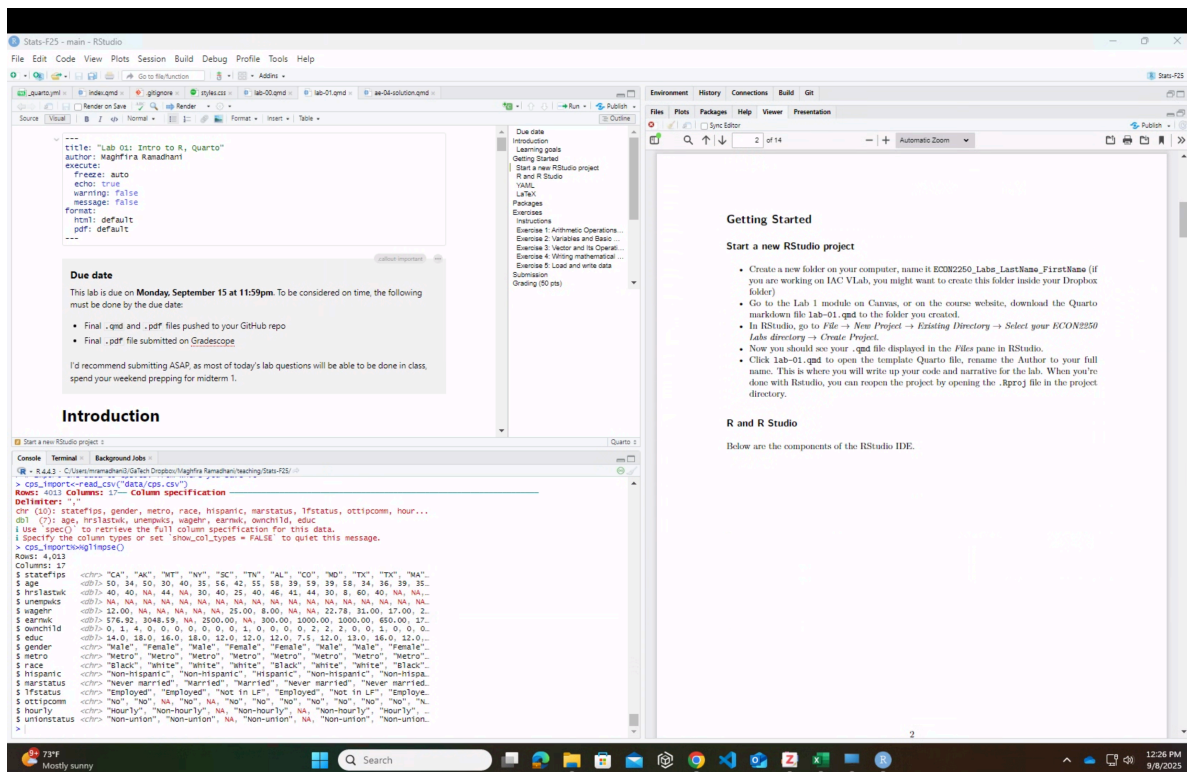 Stats-F25 - main - RStudio
File Edit Code View Plots Session Build Debug Profile Tools Help
Go to file/function Addins Stats-F25
_quarto.yml index.qmd .gitignore styles.css lab-00.qmd lab-01.qmd ae-04-solution.qmd
Render on Save Render Run Publish
Source Visual B I Normal Format Insert Table Outline
---
title: "Lab 01: Intro to R, Quarto"
author: Maghfira Ramadhani
execute:
freeze: auto
echo: true
warning: false
message: false
format:
html: default
pdf: default
---
callout-important
Due date
This lab is due on Monday, September 15 at 11:59pm. To be considered on time, the following
must be done by the due date:
• Final .qmd and .pdf files pushed to your GitHub repo
• Final .pdf file submitted on Gradescope
I'd recommend submitting ASAP, as most of today's lab questions will be able to be done in class,
spend your weekend prepping for midterm 1.
Introduction
Due date
Introduction
Learning goals
Getting Started
Start a new RStudio project
R and R Studio
YAML
LaTeX
Packages
Exercises
Instructions
Exercise 1: Arithmetic Operations...
Exercise 2: Variables and Basic ...
Exercise 3: Vector and Its Operati...
Exercise 4: Writing mathematical ...
Exercise 5: Load and write data
Submission
Grading (50 pts)
Start a new RStudio project Quarto
Console Terminal Background Jobs
R 4.4.3 · C:/Users/mramadhani3/GaTech Dropbox/Maghfira Ramadhani/teaching/Stats-F25/
> cps_import<-read_csv("data/cps.csv")
Rows: 4013 Columns: 17── Column specification
Delimiter: ","
chr (10): statefips, gender, metro, race, hispanic, marstatus, lfstatus, ottipcomm, hour...
dbl (7): age, hrslastwk, unempwks, wagehr, earnwk, ownchild, educ
i Use `spec()` to retrieve the full column specification for this data.
i Specify the column types or set `show_col_types = FALSE` to quiet this message.
> cps_import%>%glimpse()
Rows: 4,013
Columns: 17
$ statefips <chr> "CA", "AK", "MT", "NY", "SC", "TN", "AL", "CO", "MD", "TX", "TX", "MA"…
$ age <dbl> 50, 34, 50, 30, 40, 35, 56, 42, 55, 58, 39, 59, 39, 58, 34, 36, 39, 35…
$ hrslastwk <dbl> 40, 40, NA, 44, NA, 30, 40, 25, 40, 46, 41, 44, 30, 8, 60, 40, NA, NA,…
$ unempwks <dbl> NA, NA, NA, NA, NA, NA, NA, NA, NA, NA, NA, NA, NA, NA, NA, NA, NA, NA…
$ wagehr <dbl> 12.00, NA, NA, NA, NA, NA, 25.00, 8.00, NA, NA, 22.78, 31.00, 17.00, 2…
$ earnwk <dbl> 576.92, 3048.59, NA, 2500.00, NA, 300.00, 1000.00, 1000.00, 650.00, 17…
$ ownchild <dbl> 0, 1, 4, 0, 0, 0, 0, 0, 0, 1, 0, 0, 0, 0, 2, 2, 2, 0, 0, 1, 0, 0, 0…
$ educ <dbl> 14.0, 18.0, 16.0, 18.0, 12.0, 12.0, 12.0, 7.5, 12.0, 13.0, 16.0, 12.0,…
$ gender <chr> "Male", "Female", "Male", "Female", "Female", "Male", "Male", "Female"…
$ metro <chr> "Metro", "Metro", "Metro", "Metro", "Metro", "Metro", "Metro", "Metro"…
$ race <chr> "Black", "White", "White", "White", "Black", "White", "White", "Black"…
$ hispanic <chr> "Non-hispanic", "Non-hispanic", "Hispanic", "Non-hispanic", "Non-hispa…
$ marstatus <chr> "Never married", "Married", "Married", "Never married", "Never married…
$ lfstatus <chr> "Employed", "Employed", "Not in LF", "Employed", "Not in LF", "Employe…
$ ottipcomm <chr> "No", "No", NA, "No", NA, "No", "No", "No", "No", "No", "No", "No", "N…
$ hourly <chr> "Hourly", "Non-hourly", NA, "Non-hourly", NA, "Non-hourly", "Hourly",…
$ unionstatus <chr> "Non-union", "Non-union", NA, "Non-union", NA, "Non-union", "Non-union…
>
Environment History Connections Build Git
Files Plots Packages Help Viewer Presentation
Sync Editor Publish
2 of 14 Automatic Zoom
Getting Started
Start a new RStudio project
• Create a new folder on your computer, name it ECON2250_Labs_LastName_FirstName (if
you are working on IAC VLab, you might want to create this folder inside your Dropbox
folder)
• Go to the Lab 1 module on Canvas, or on the course website, download the Quarto
markdown file lab-01.qmd to the folder you created.
• In RStudio, go to File → New Project → Existing Directory → Select your ECON2250
Labs directory → Create Project.
• Now you should see your .qmd file displayed in the Files pane in RStudio.
• Click lab-01.qmd to open the template Quarto file, rename the Author to your full
name. This is where you will write up your code and narrative for the lab. When you're
done with Rstudio, you can reopen the project by opening the .Rproj file in the project
directory.
R and R Studio
Below are the components of the RStudio IDE.
2
9+ 73°F
Mostly sunny
Search
12:26 PM
9/8/2025